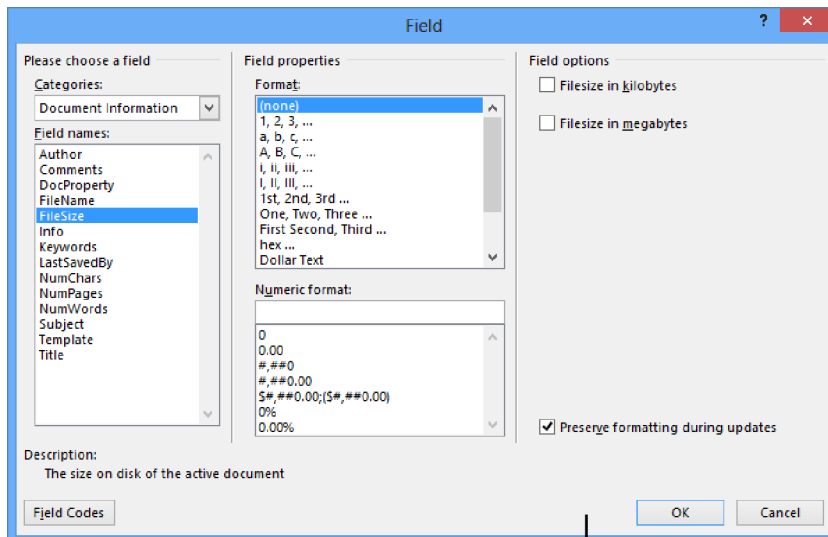 Field
?
×
Please choose a field
Categories:
Document Information
Field names:
Author
Comments
DocProperty
FileName
FileSize
Info
Keywords
LastSavedBy
NumChars
NumPages
NumWords
Subject
Template
Title
Field properties
Format:
(none)
1, 2, 3, ...
a, b, c, ...
A, B, C, ...
i, ii, iii, ...
I, II, III, ...
1st, 2nd, 3rd ...
One, Two, Three ...
First Second, Third ...
hex ...
Dollar Text
Numeric format:
0
0.00
#,##0
#,##0.00
$#,##0.00;($#,##0.00)
0%
0.00%
Field options
Filesize in kilobytes
Filesize in megabytes
Preserve formatting during updates
Description:
The size on disk of the active document
Field Codes
OK
Cancel